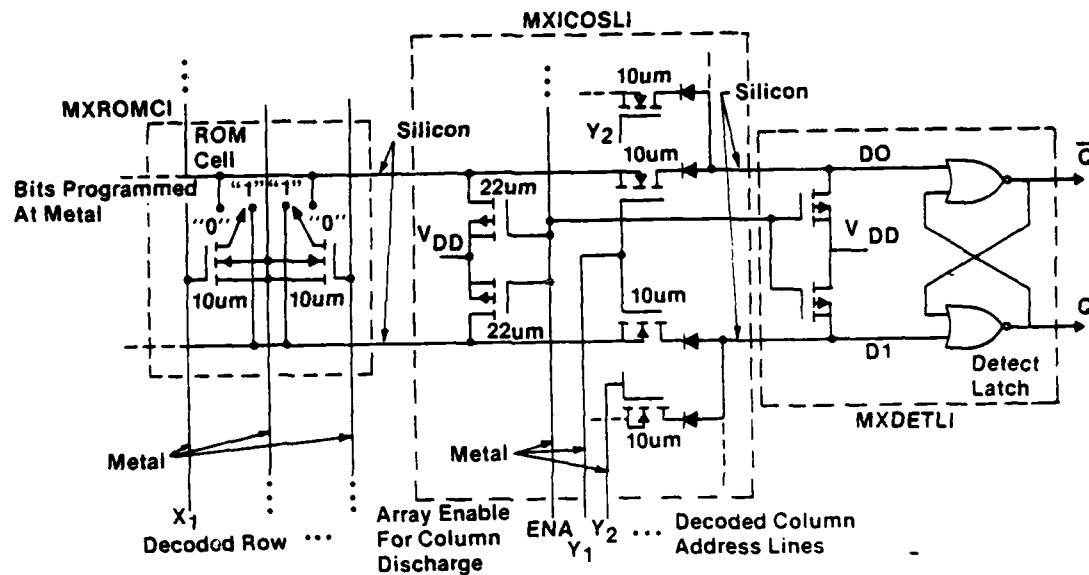 MXICOSLI
MXROMCI
ROM
Cell
Silicon
10um
Y2
Silicon
10um
Bits Programmed
At Metal
"1" "1"
"0" "0"
22um
VDD
10um 10um
22um
10um
10um
DO
VDD
D1
Q
Detect
Latch
MXDETLI
Metal
Metal
X1
Decoded Row ...
Array Enable
For Column
Discharge
ENA
Y1
Y2
... Decoded Column
Address Lines